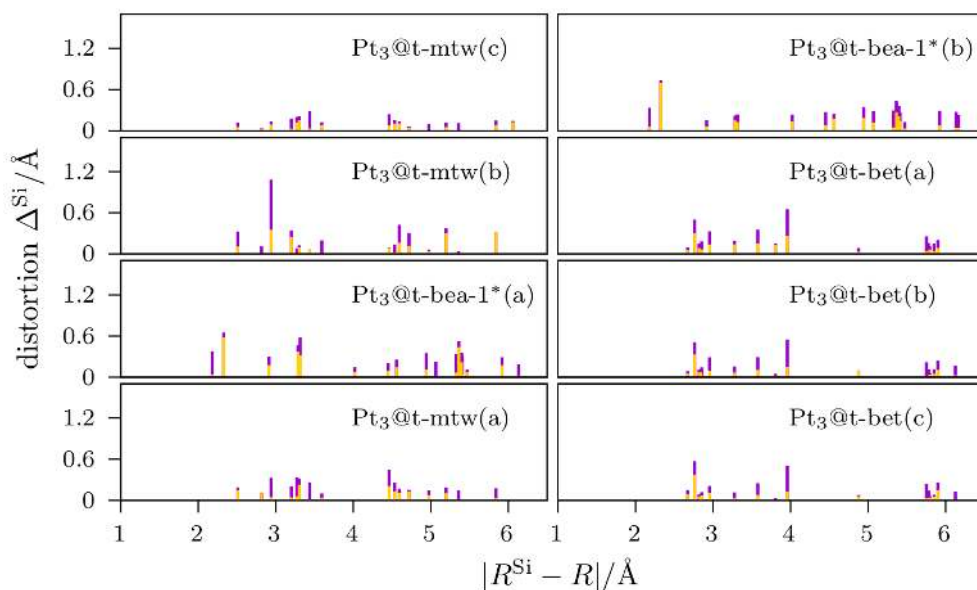 distortion Δ^Si/Å
1.2
0.6
0
Pt₃@t-mtw(c)
Pt₃@t-bea-1*(b)
1.2
0.6
0
Pt₃@t-mtw(b)
Pt₃@t-bet(a)
1.2
0.6
0
Pt₃@t-bea-1*(a)
Pt₃@t-bet(b)
1.2
0.6
0
Pt₃@t-mtw(a)
Pt₃@t-bet(c)
1 2 3 4 5 6 1 2 3 4 5 6
|R^Si − R|/Å